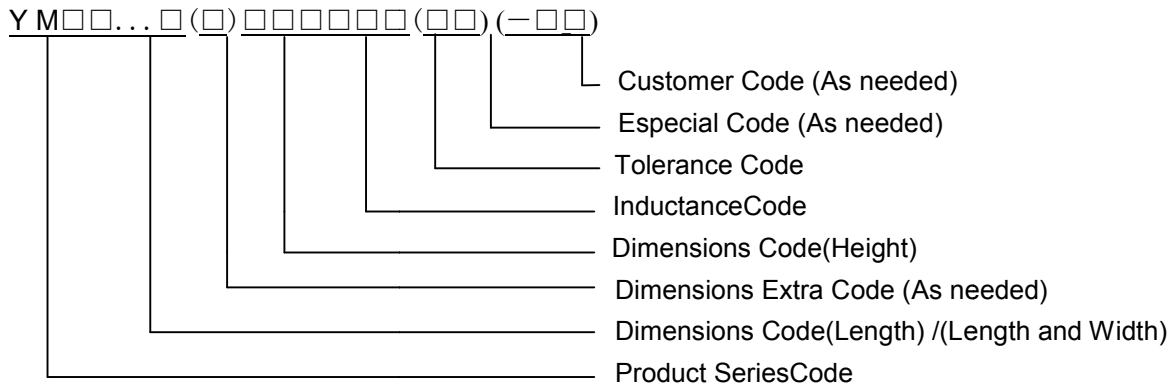 YM□□...□(□)□□□□□□(□□)(－□□)
Customer Code (As needed)
Especial Code (As needed)
Tolerance Code
InductanceCode
Dimensions Code(Height)
Dimensions Extra Code (As needed)
Dimensions Code(Length) /(Length and Width)
Product SeriesCode